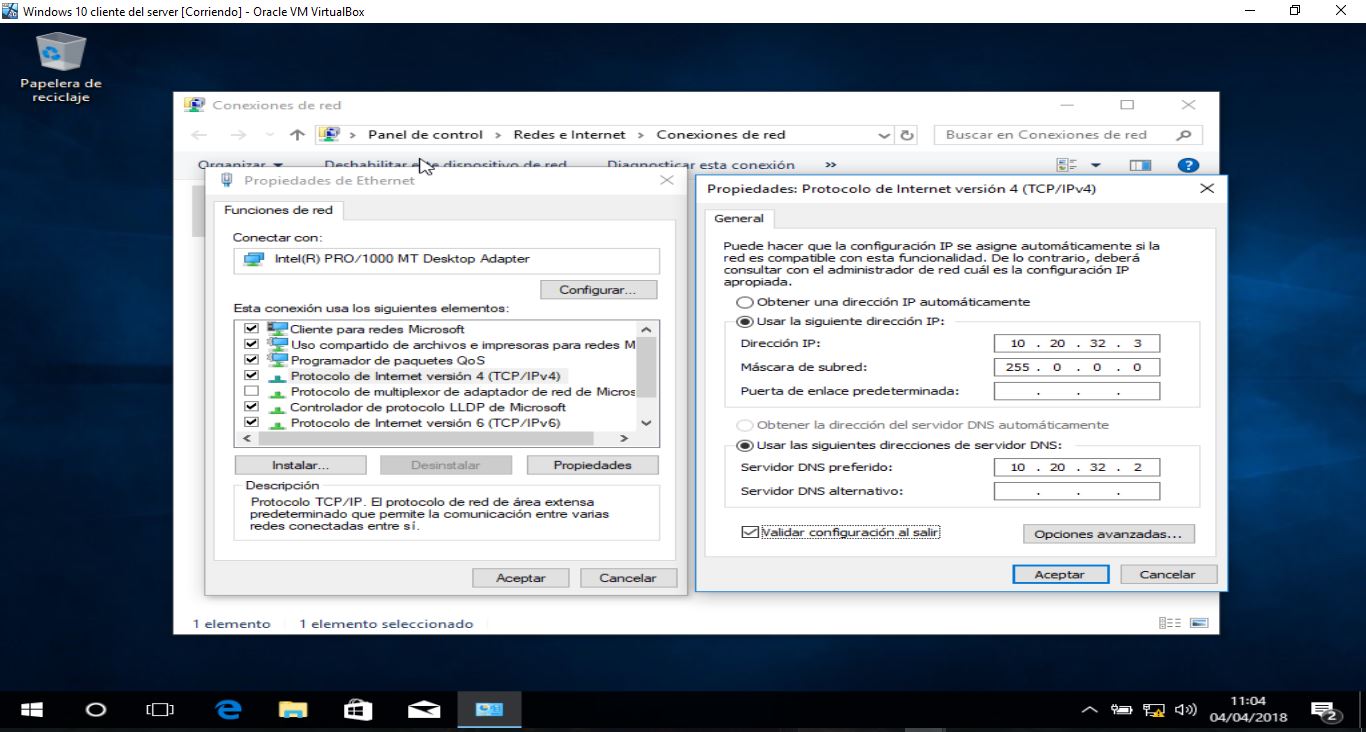 Windows 10 cliente del server [Corriendo] - Oracle VM VirtualBox
Papelera de
reciclaje
Conexiones de red
Panel de control > Redes e Internet > Conexiones de red
Buscar en Conexiones de red
Organizar Deshabilitar este dispositivo de red Diagnosticar esta conexión »
Propiedades de Ethernet
Funciones de red
Conectar con:
Intel(R) PRO/1000 MT Desktop Adapter
Configurar...
Esta conexión usa los siguientes elementos:
Cliente para redes Microsoft
Uso compartido de archivos e impresoras para redes M
Programador de paquetes QoS
Protocolo de Internet versión 4 (TCP/IPv4)
Protocolo de multiplexor de adaptador de red de Micros
Controlador de protocolo LLDP de Microsoft
Protocolo de Internet versión 6 (TCP/IPv6)
Instalar... Desinstalar Propiedades
Descripción
Protocolo TCP/IP. El protocolo de red de área extensa
predeterminado que permite la comunicación entre varias
redes conectadas entre sí.
Aceptar Cancelar
Propiedades: Protocolo de Internet versión 4 (TCP/IPv4)
General
Puede hacer que la configuración IP se asigne automáticamente si la
red es compatible con esta funcionalidad. De lo contrario, deberá
consultar con el administrador de red cuál es la configuración IP
apropiada.
Obtener una dirección IP automáticamente
Usar la siguiente dirección IP:
Dirección IP: 10 . 20 . 32 . 3
Máscara de subred: 255 . 0 . 0 . 0
Puerta de enlace predeterminada: . . .
Obtener la dirección del servidor DNS automáticamente
Usar las siguientes direcciones de servidor DNS:
Servidor DNS preferido: 10 . 20 . 32 . 2
Servidor DNS alternativo: . . .
Validar configuración al salir
Opciones avanzadas...
Aceptar Cancelar
1 elemento 1 elemento seleccionado
11:04
04/04/2018
2